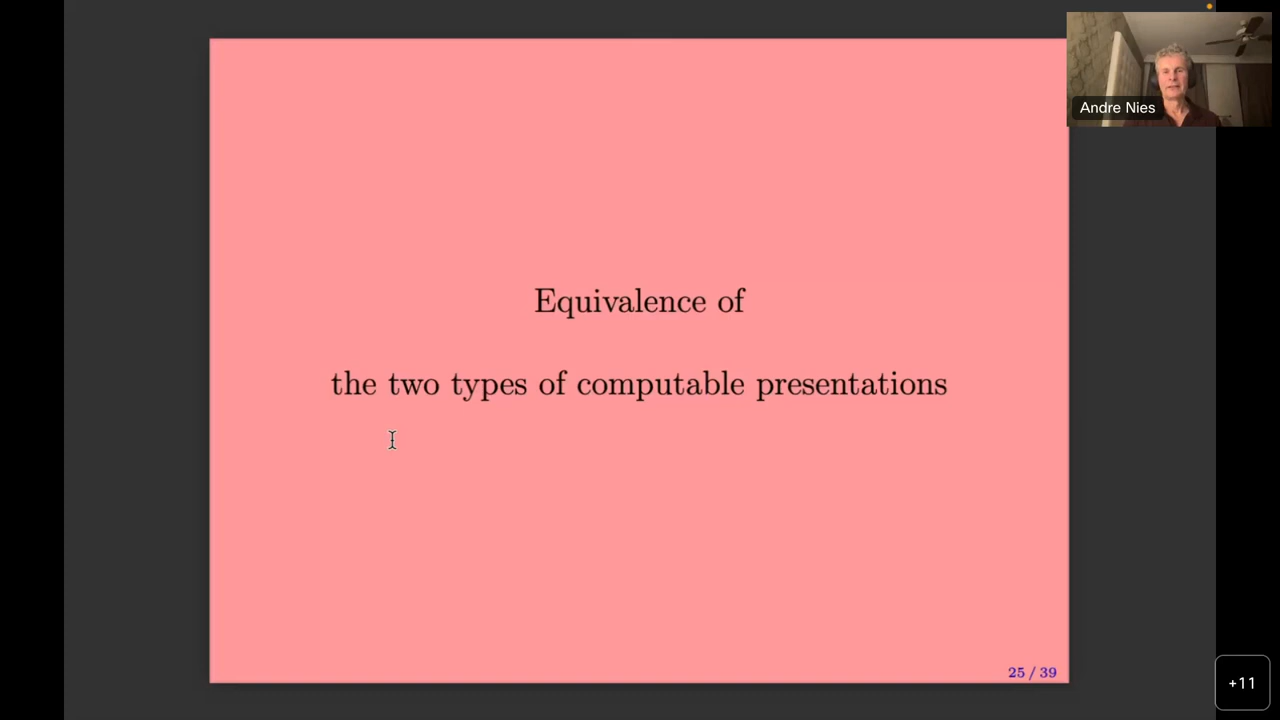 Andre Nies
Equivalence of
the two types of computable presentations
25 / 39
+11